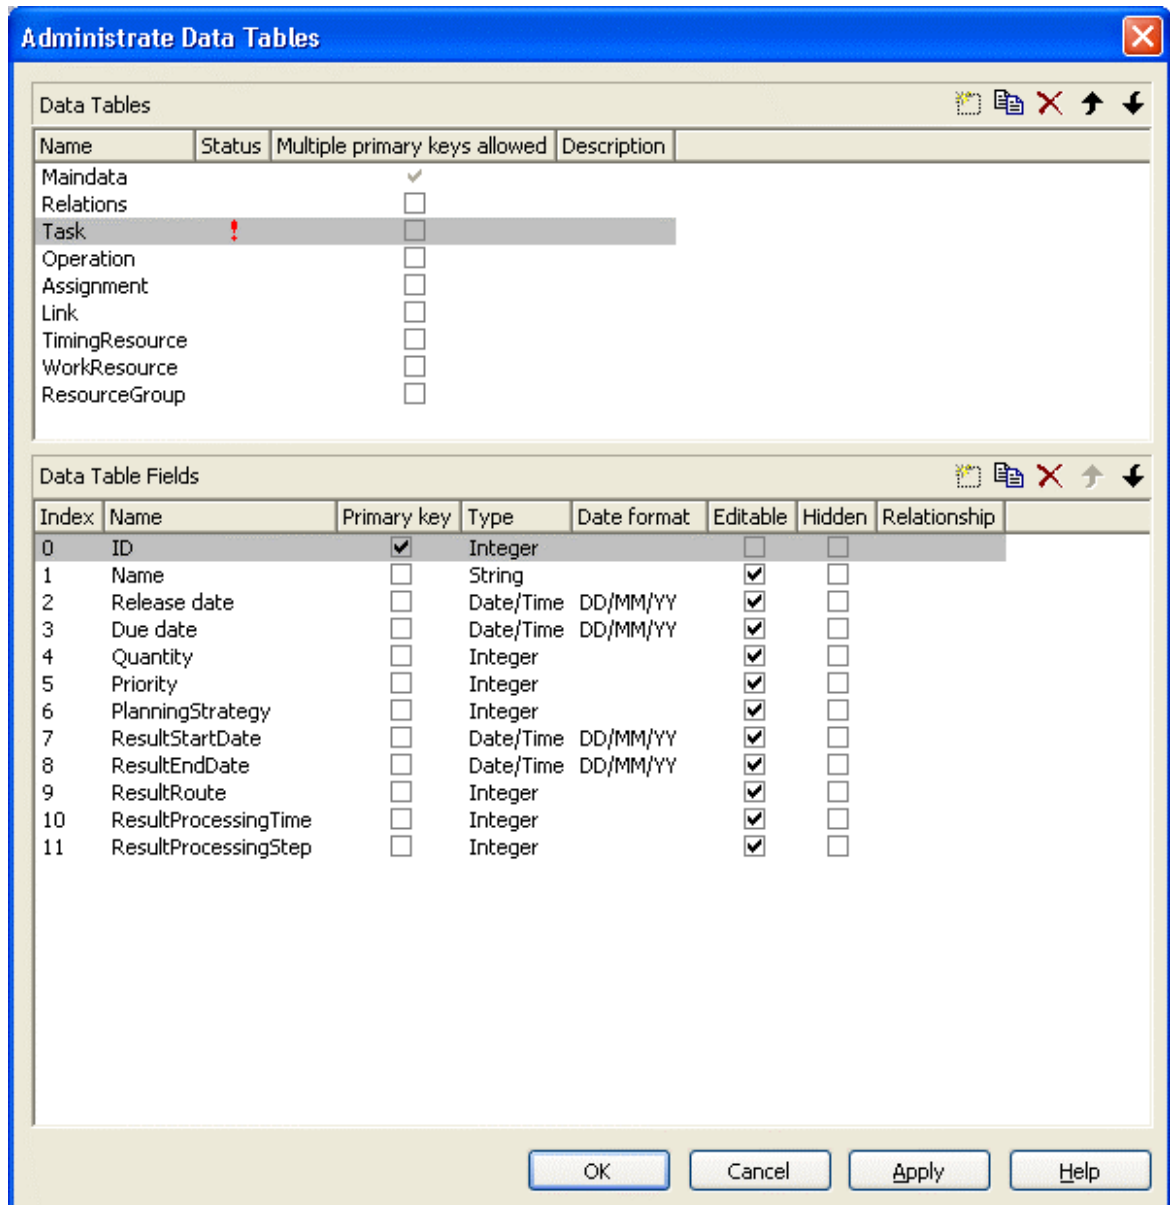 Administrate Data Tables
Data Tables
Name Status Multiple primary keys allowed Description
Maindata
Relations
Task !
Operation
Assignment
Link
TimingResource
WorkResource
ResourceGroup
Data Table Fields
Index Name Primary key Type Date format Editable Hidden Relationship
0 ID Integer
1 Name String
2 Release date Date/Time DD/MM/YY
3 Due date Date/Time DD/MM/YY
4 Quantity Integer
5 Priority Integer
6 PlanningStrategy Integer
7 ResultStartDate Date/Time DD/MM/YY
8 ResultEndDate Date/Time DD/MM/YY
9 ResultRoute Integer
10 ResultProcessingTime Integer
11 ResultProcessingStep Integer
OK Cancel Apply Help